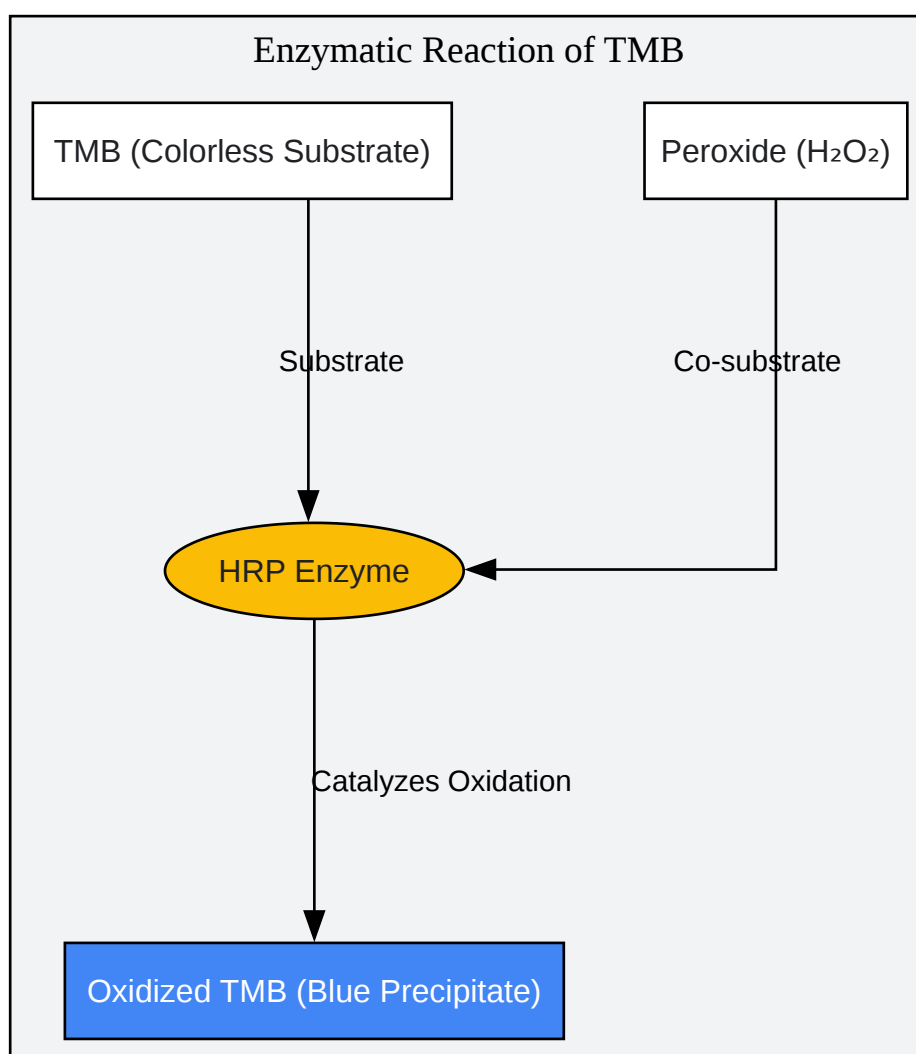 Enzymatic Reaction of TMB
TMB (Colorless Substrate)
Peroxide (H₂O₂)
Substrate
Co-substrate
HRP Enzyme
Catalyzes Oxidation
Oxidized TMB (Blue Precipitate)